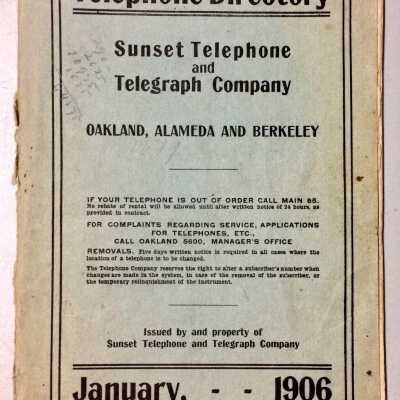 Telephone Directory
Sunset Telephone
and
Telegraph Company
OAKLAND, ALAMEDA AND BERKELEY
IF YOUR TELEPHONE IS OUT OF ORDER CALL MAIN 85.
No rebate of rental will be allowed until after written notice of 24 hours, as
provided in contract.
FOR COMPLAINTS REGARDING SERVICE, APPLICATIONS
FOR TELEPHONES, ETC.,
CALL OAKLAND 5600, MANAGER'S OFFICE
REMOVALS. Five days written notice is required in all cases where the
location of a telephone is to be changed.
The Telephone Company reserves the right to alter a subscriber's number when
changes are made in the system, in case of the removal of the subscriber, or
the temporary relinquishment of the instrument.
Issued by and property of
Sunset Telephone and Telegraph Company
January, - - 1906